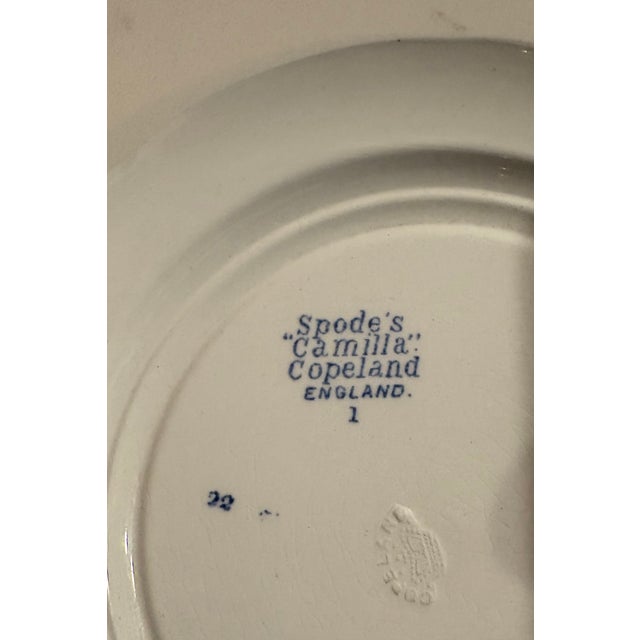 Spode's
"Camilla".
Copeland
ENGLAND.
1
22